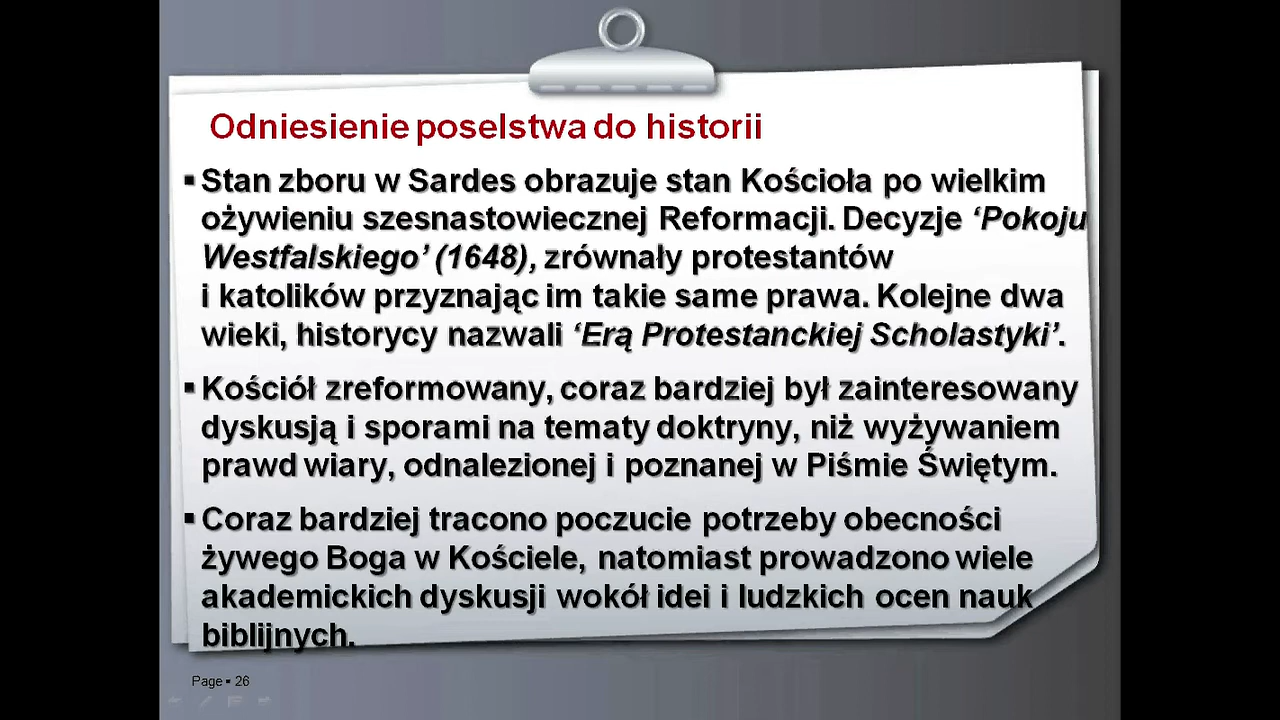 Odniesienie poselstwa do historii
▪ Stan zboru w Sardes obrazuje stan Kościoła po wielkim
ożywieniu szesnastowiecznej Reformacji. Decyzje ‘Pokoju
Westfalskiego’ (1648), zrównały protestantów
i katolików przyznając im takie same prawa. Kolejne dwa
wieki, historycy nazwali ‘Erą Protestanckiej Scholastyki’.
▪ Kościół zreformowany, coraz bardziej był zainteresowany
dyskusją i sporami na tematy doktryny, niż wyżywaniem
prawd wiary, odnalezionej i poznanej w Piśmie Świętym.
▪ Coraz bardziej tracono poczucie potrzeby obecności
żywego Boga w Kościele, natomiast prowadzono wiele
akademickich dyskusji wokół idei i ludzkich ocen nauk
biblijnych.
Page ▪ 26